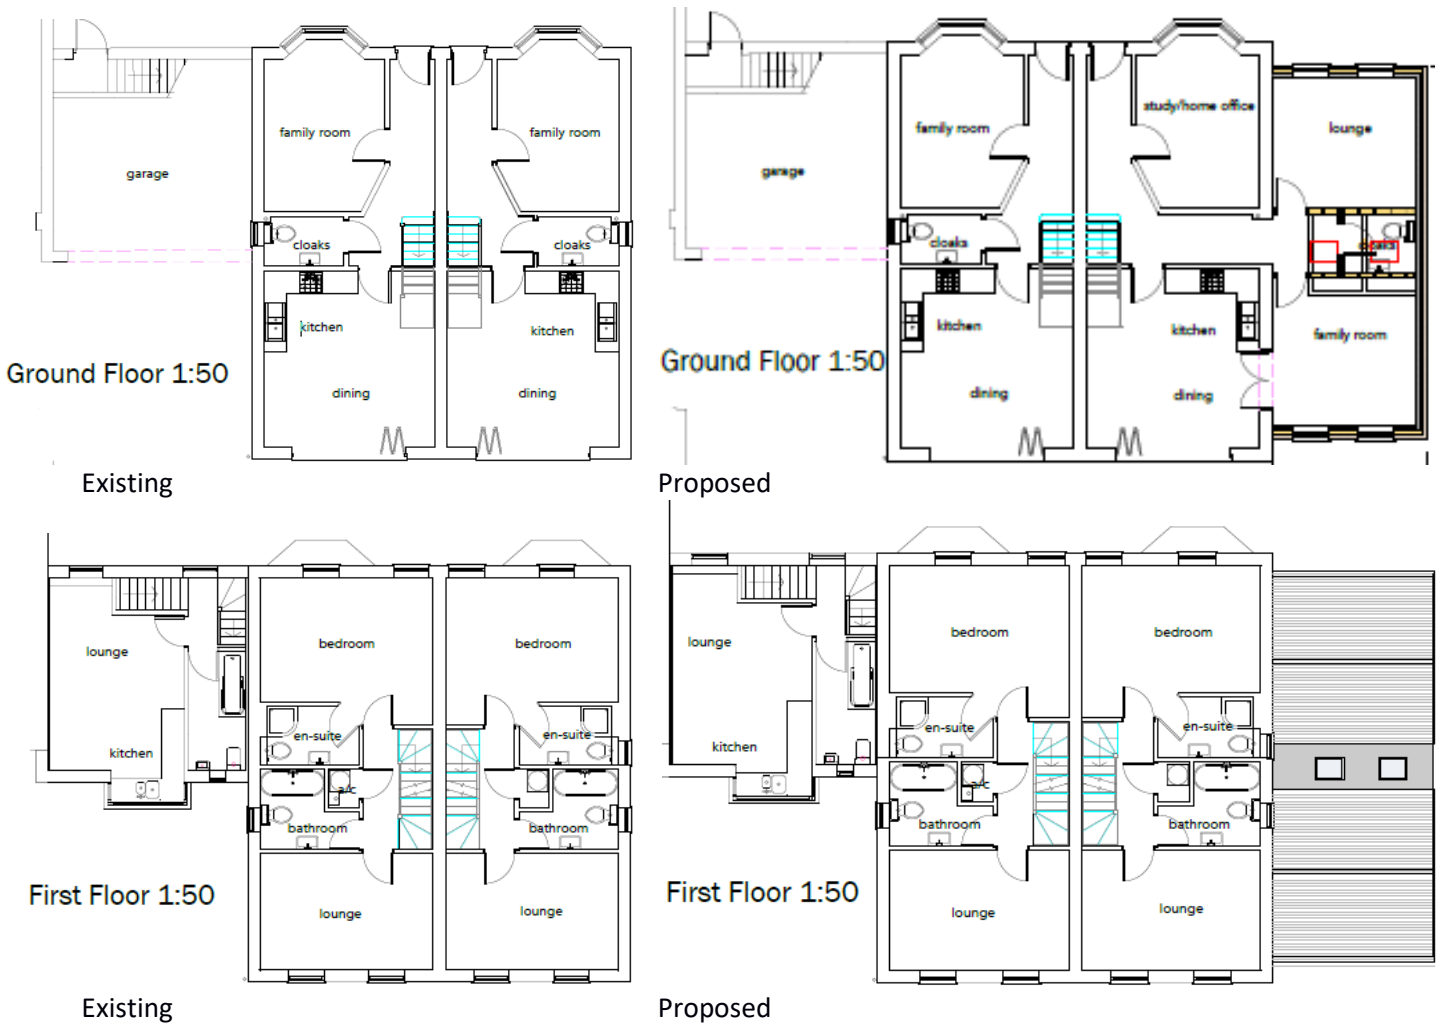 family room
family room
garage
cloaks
cloaks
kitchen
kitchen
dining
dining
Ground Floor 1:50
Existing
family room
study/home office
lounge
garage
cloaks
cloaks
kitchen
kitchen
family room
dining
dining
Ground Floor 1:50
Proposed
bedroom
bedroom
lounge
en-suite
en-suite
kitchen
a/c
bathroom
bathroom
lounge
lounge
First Floor 1:50
Existing
bedroom
bedroom
lounge
en-suite
en-suite
kitchen
a/c
bathroom
bathroom
lounge
lounge
First Floor 1:50
Proposed